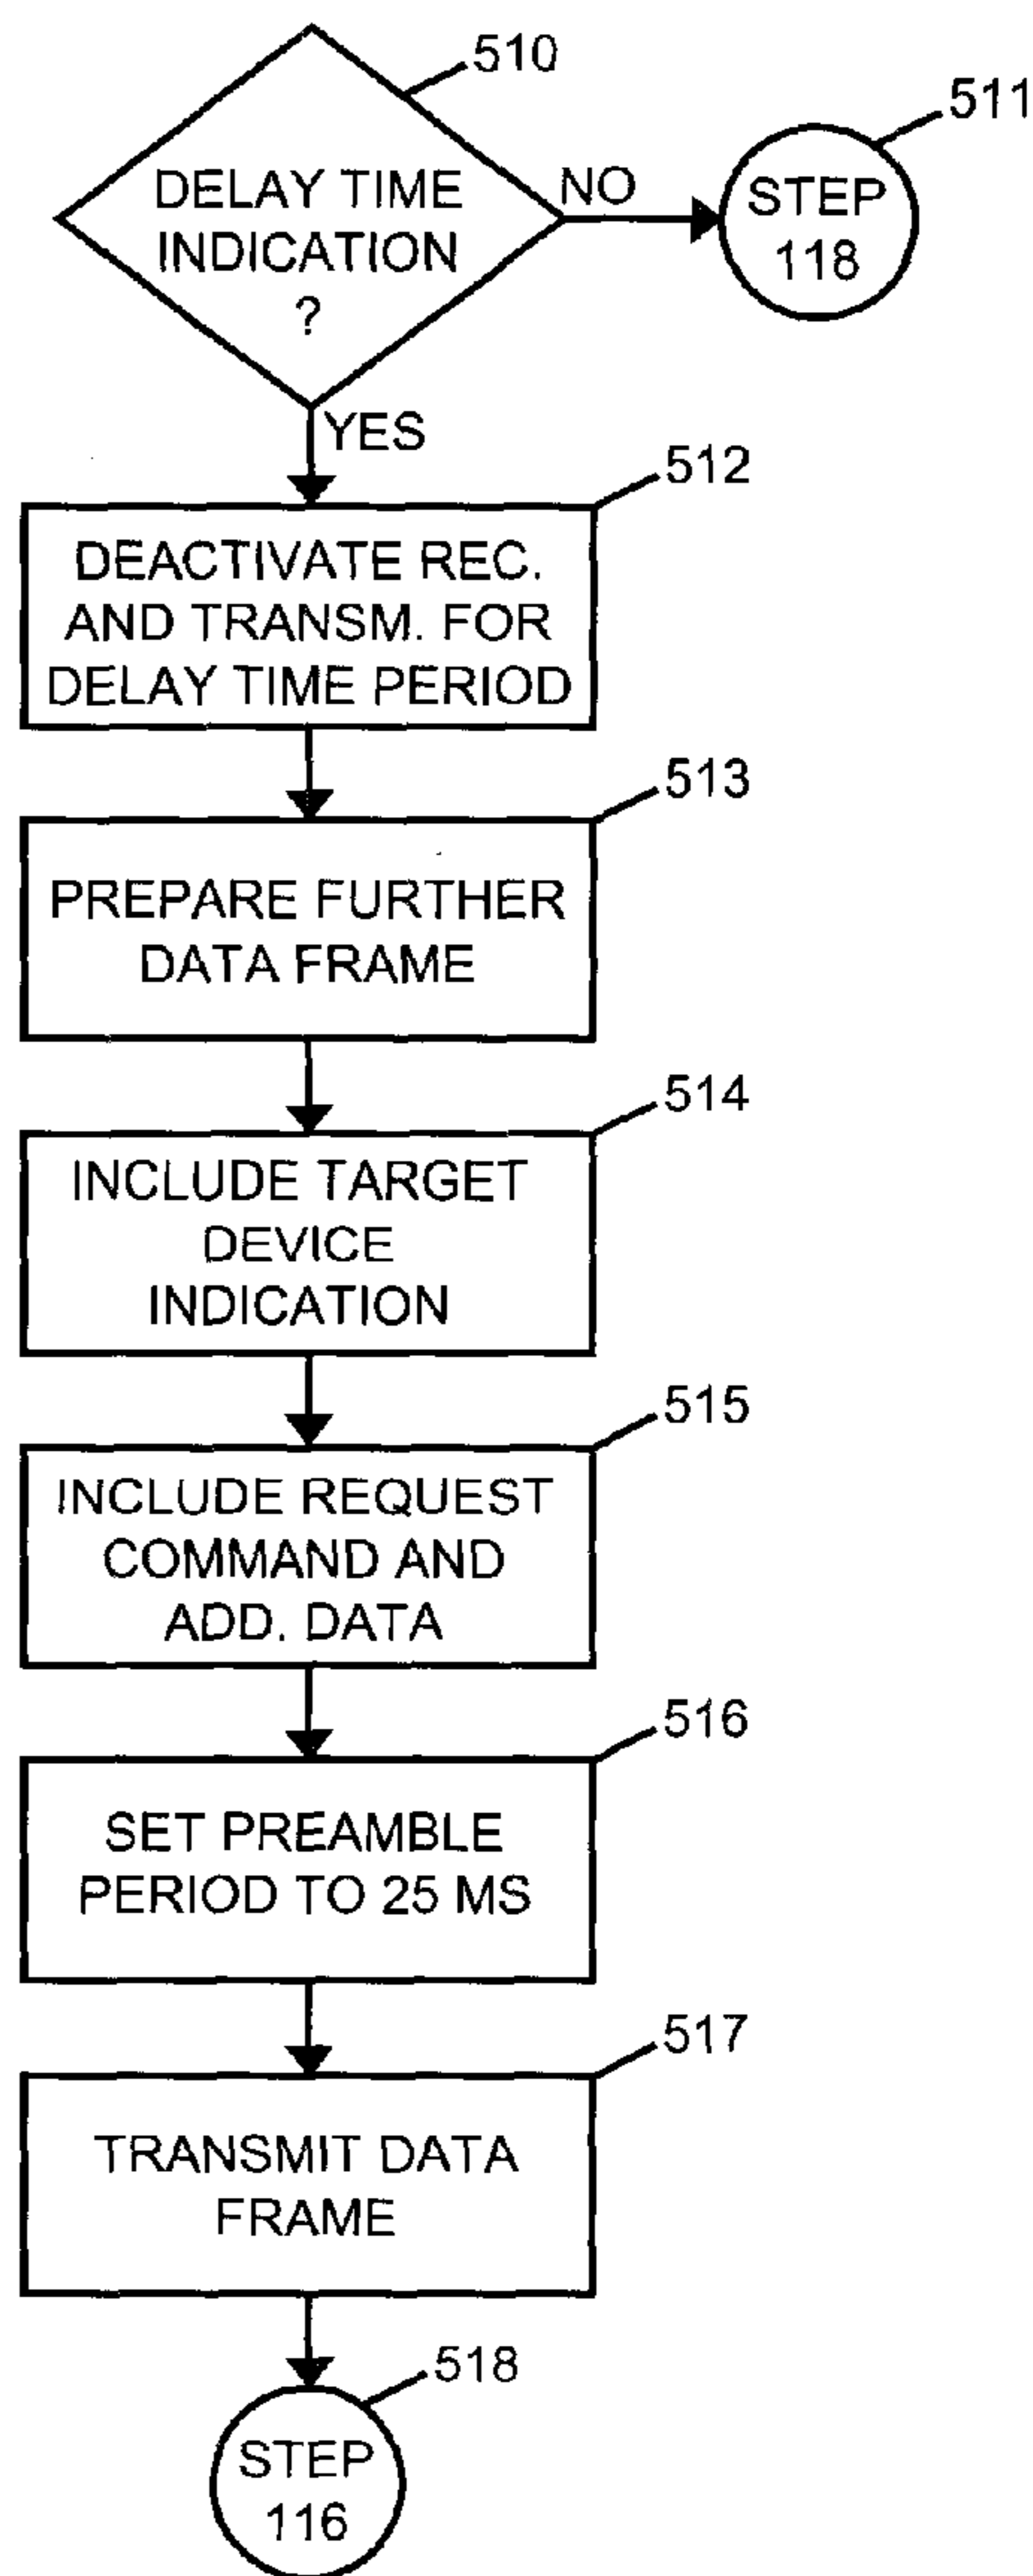 510
511
DELAY TIME
INDICATION
?
NO
STEP
118
YES
512
DEACTIVATE REC.
AND TRANSM. FOR
DELAY TIME PERIOD
513
PREPARE FURTHER
DATA FRAME
514
INCLUDE TARGET
DEVICE
INDICATION
515
INCLUDE REQUEST
COMMAND AND
ADD. DATA
516
SET PREAMBLE
PERIOD TO 25 MS
517
TRANSMIT DATA
FRAME
518
STEP
116